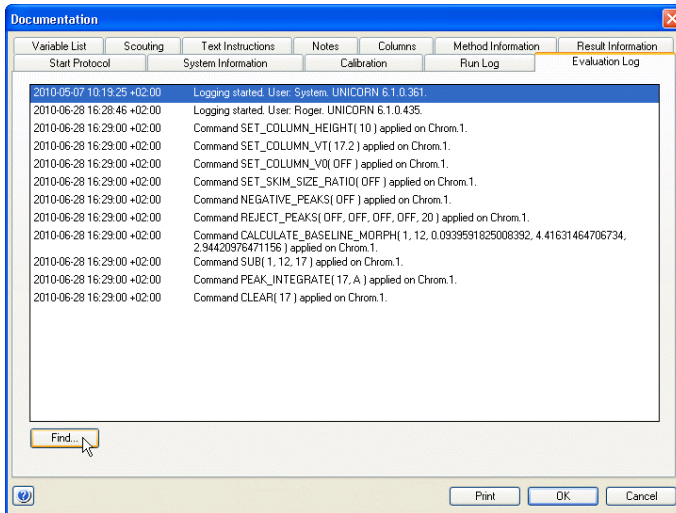 Documentation
Variable List Scouting Text Instructions Notes Columns Method Information Result Information
Start Protocol System Information Calibration Run Log Evaluation Log
2010-05-07 10:19:25 +02:00 Logging started. User: System. UNICORN 6.1.0.361.
2010-06-28 16:28:46 +02:00 Logging started. User: Roger. UNICORN 6.1.0.435.
2010-06-28 16:29:00 +02:00 Command SET_COLUMN_HEIGHT( 10 ) applied on Chrom.1.
2010-06-28 16:29:00 +02:00 Command SET_COLUMN_VT( 17.2 ) applied on Chrom.1.
2010-06-28 16:29:00 +02:00 Command SET_COLUMN_V0( OFF ) applied on Chrom.1.
2010-06-28 16:29:00 +02:00 Command SET_SKIM_SIZE_RATIO( OFF ) applied on Chrom.1.
2010-06-28 16:29:00 +02:00 Command NEGATIVE_PEAKS( OFF ) applied on Chrom.1.
2010-06-28 16:29:00 +02:00 Command REJECT_PEAKS( OFF, OFF, OFF, OFF, 20 ) applied on Chrom.1.
2010-06-28 16:29:00 +02:00 Command CALCULATE_BASELINE_MORPH( 1, 12, 0.0939591825008392, 4.41631464706734,
2.94420976471156 ) applied on Chrom.1.
2010-06-28 16:29:00 +02:00 Command SUB( 1, 12, 17 ) applied on Chrom.1.
2010-06-28 16:29:00 +02:00 Command PEAK_INTEGRATE( 17, A ) applied on Chrom.1.
2010-06-28 16:29:00 +02:00 Command CLEAR( 17 ) applied on Chrom.1.
Find...
Print OK Cancel